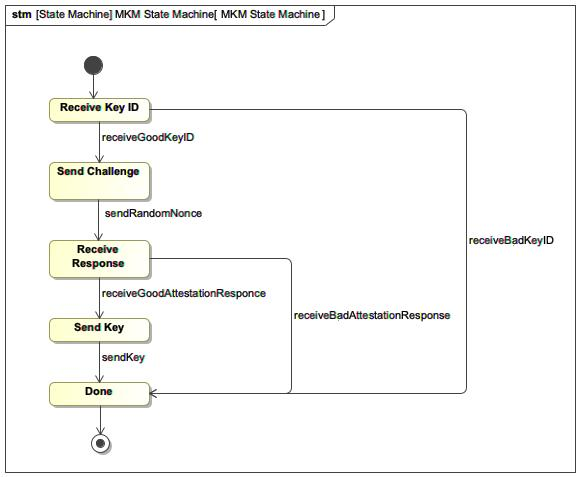 stm [State Machine] MKM State Machine[ MKM State Machine ]
Receive Key ID
receiveGoodKeyID
Send Challenge
sendRandomNonce
receiveBadKeyID
Receive
Response
receiveGoodAttestationResponce
receiveBadAttestationResponse
Send Key
sendKey
Done